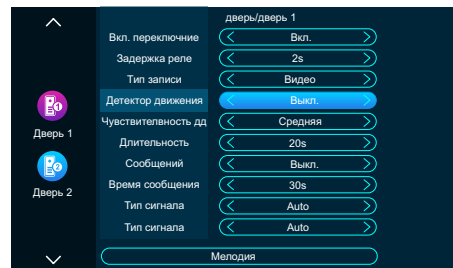 дверь/дверь 1
Вкл. переключние Вкл.
Задержка реле 2s
Тип записи Видео
Детектор движения Выкл.
Чувствителвность дд Средняя
Длительность 20s
Сообщений Выкл.
Время сообщения 30s
Тип сигнала Auto
Тип сигнала Auto
Мелодия
Дверь 1
Дверь 2